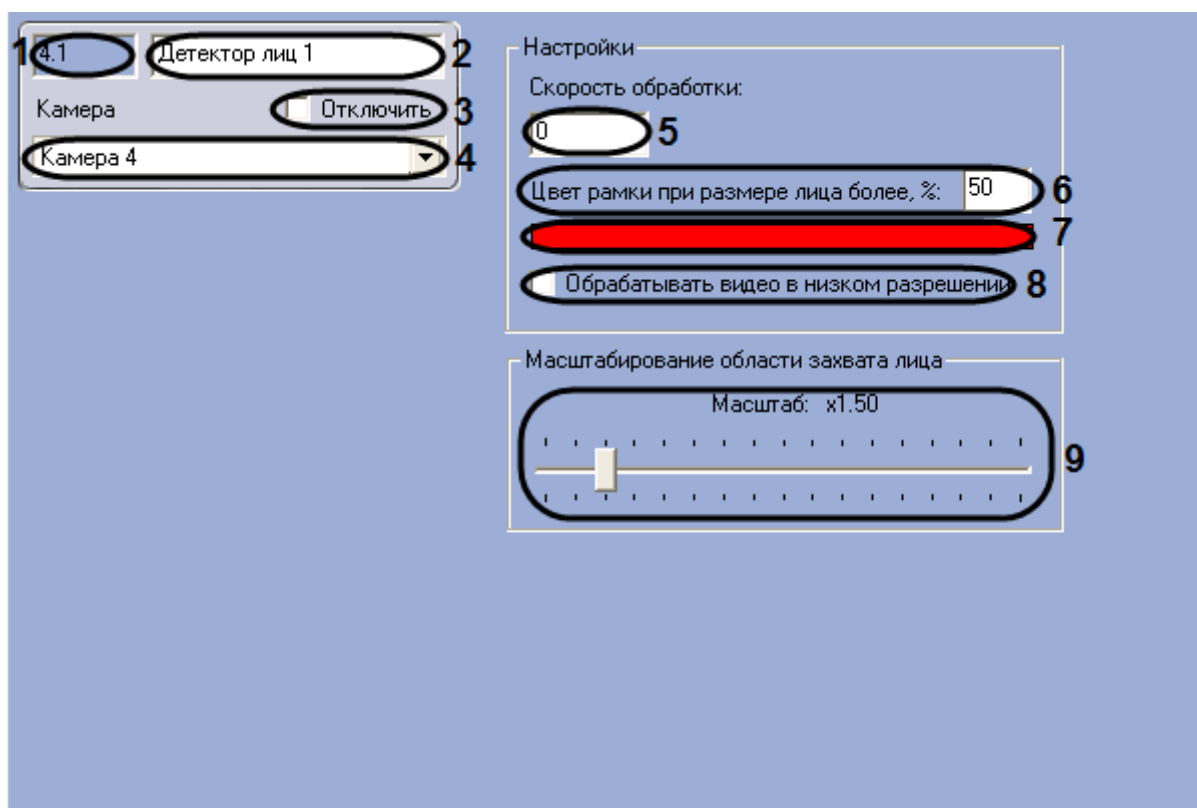 1 4.1 Детектор лиц 1 2
Камера Отключить 3
Камера 4 4
Настройки
Скорость обработки:
0 5
Цвет рамки при размере лица более, %: 50 6
7
Обрабатывать видео в низком разрешении 8
Масштабирование области захвата лица
Масштаб: x1.50
9